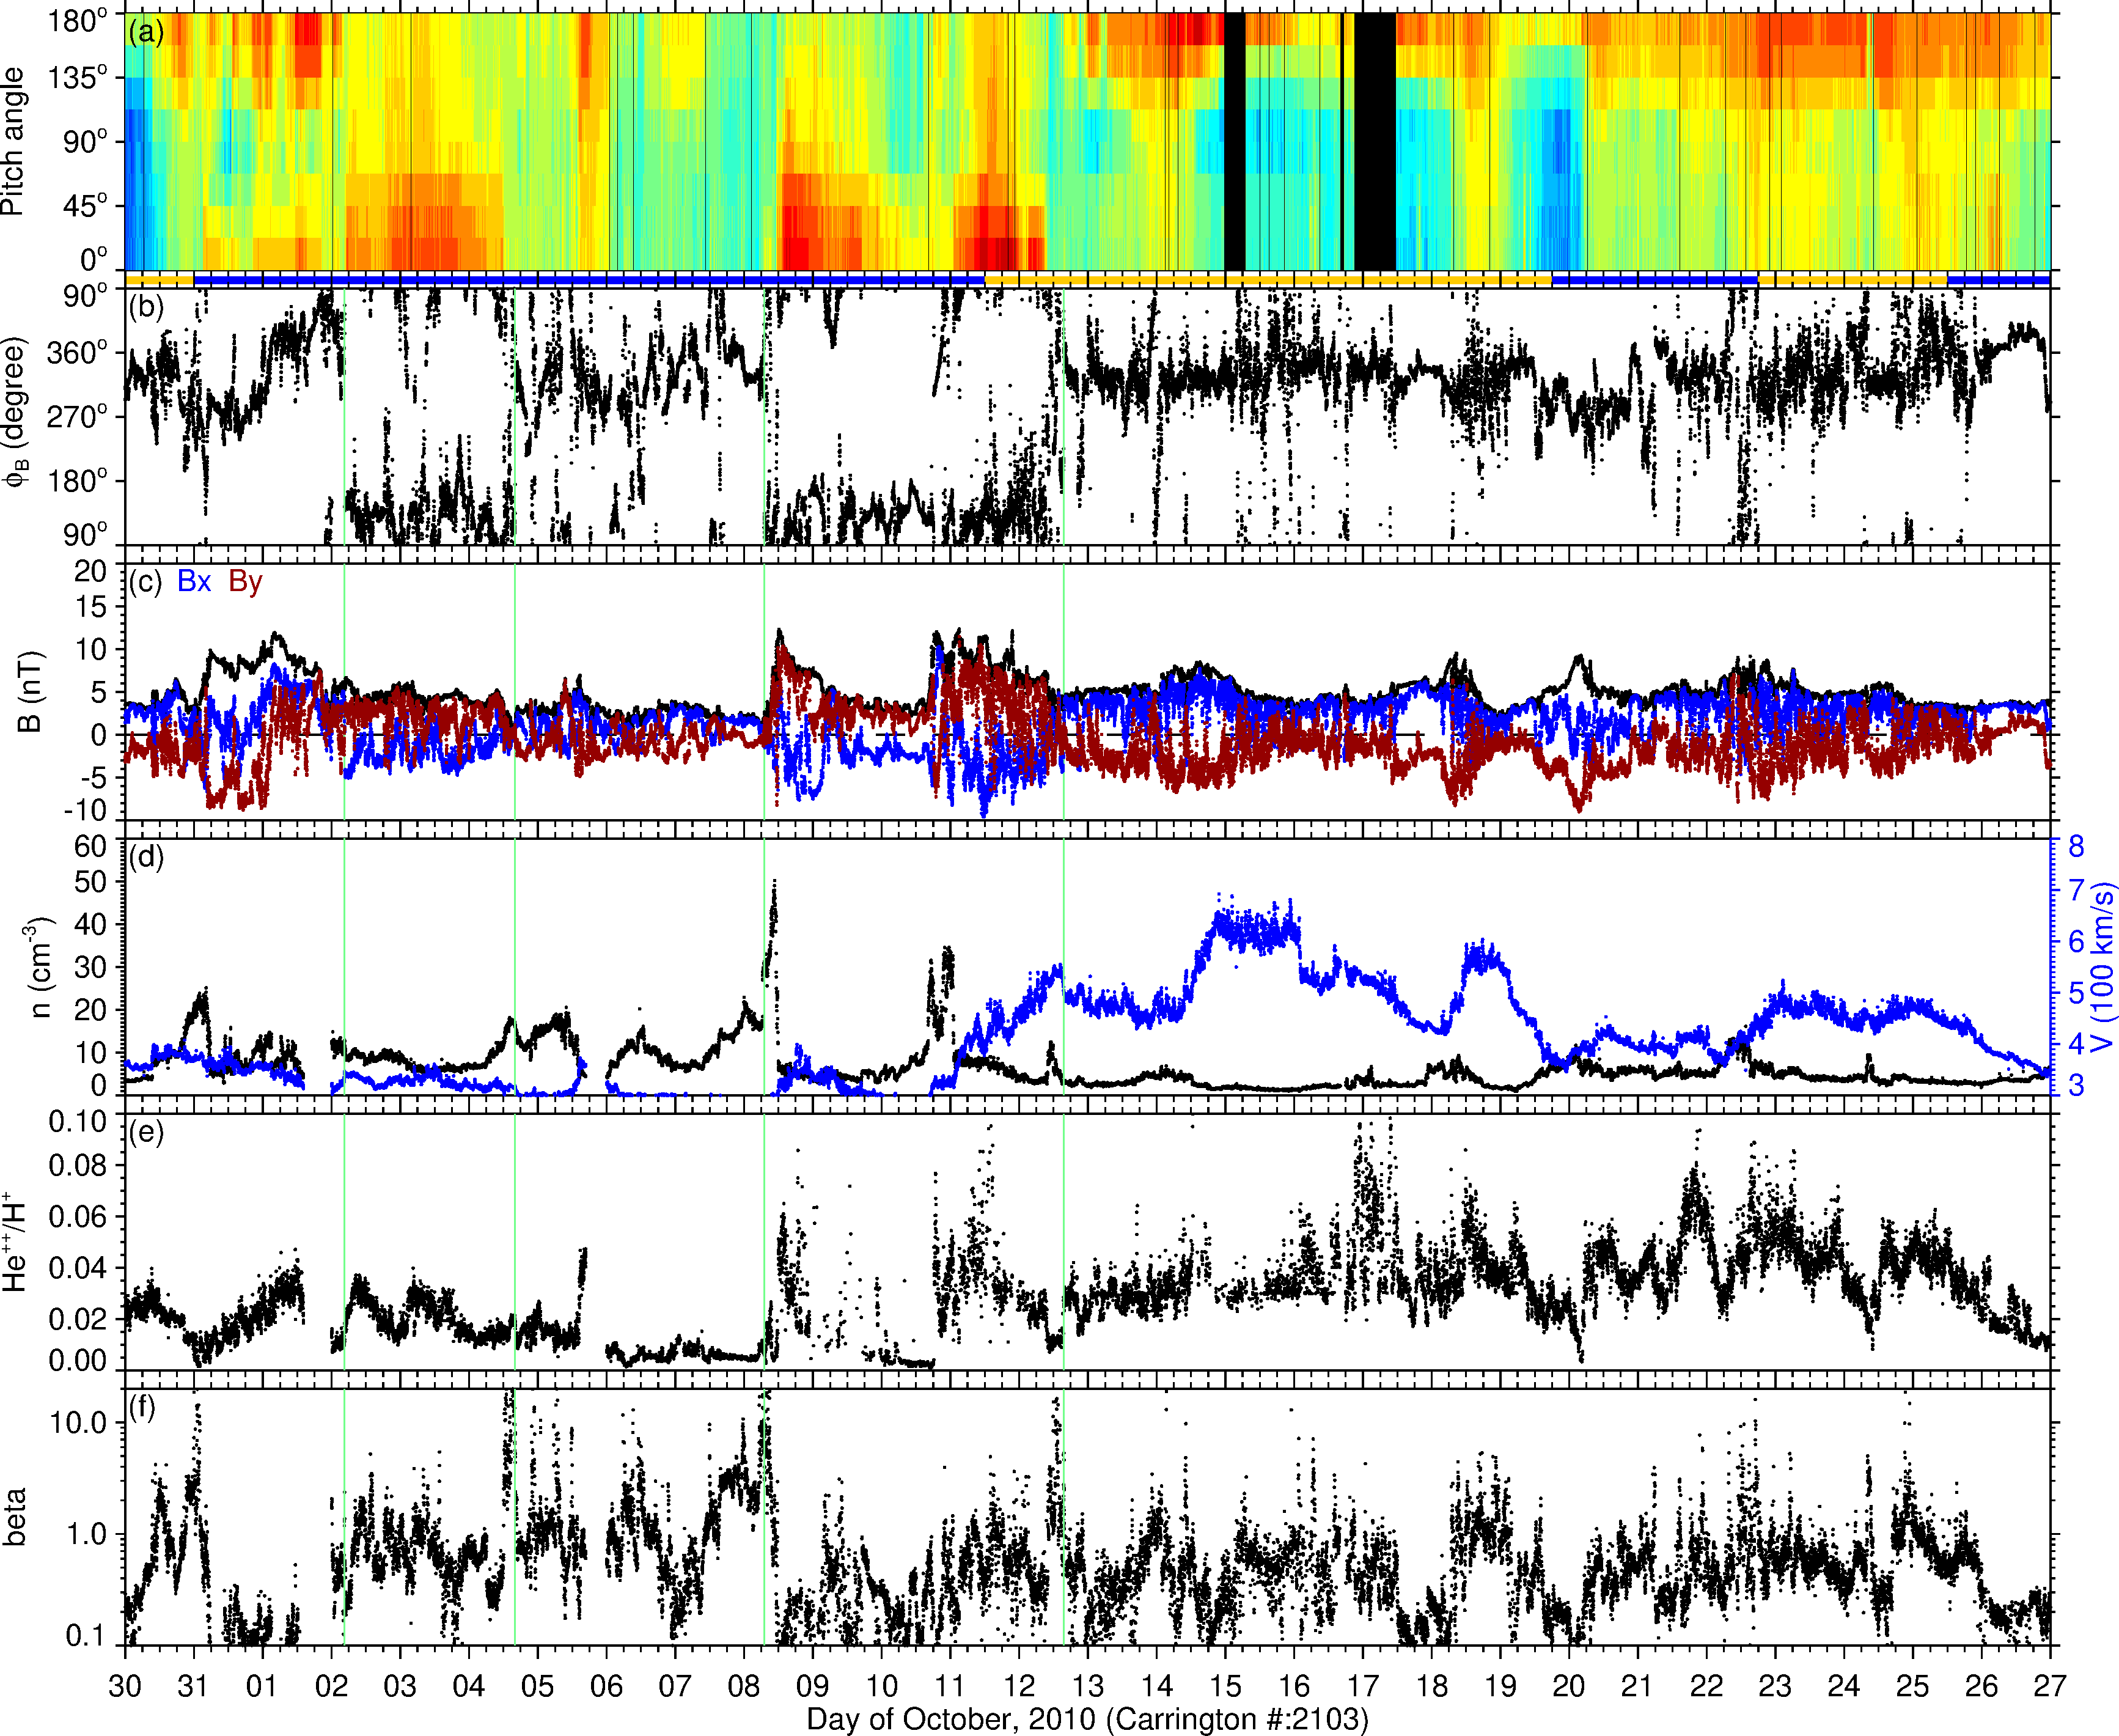 (a)
180°
135°
90°
45°
0°
Pitch angle
(b)
90°
360°
270°
180°
90°
ϕB (degree)
(c) Bx By
20
15
10
5
0
-5
-10
B (nT)
(d)
60
50
40
30
20
10
0
n (cm-3)
8
7
6
5
4
3
V (100 km/s)
(e)
0.10
0.08
0.06
0.04
0.02
0.00
He++/H+
(f)
10.0
1.0
0.1
beta
30 31 01 02 03 04 05 06 07 08 09 10 11 12 13 14 15 16 17 18 19 20 21 22 23 24 25 26 27
Day of October, 2010 (Carrington #:2103)